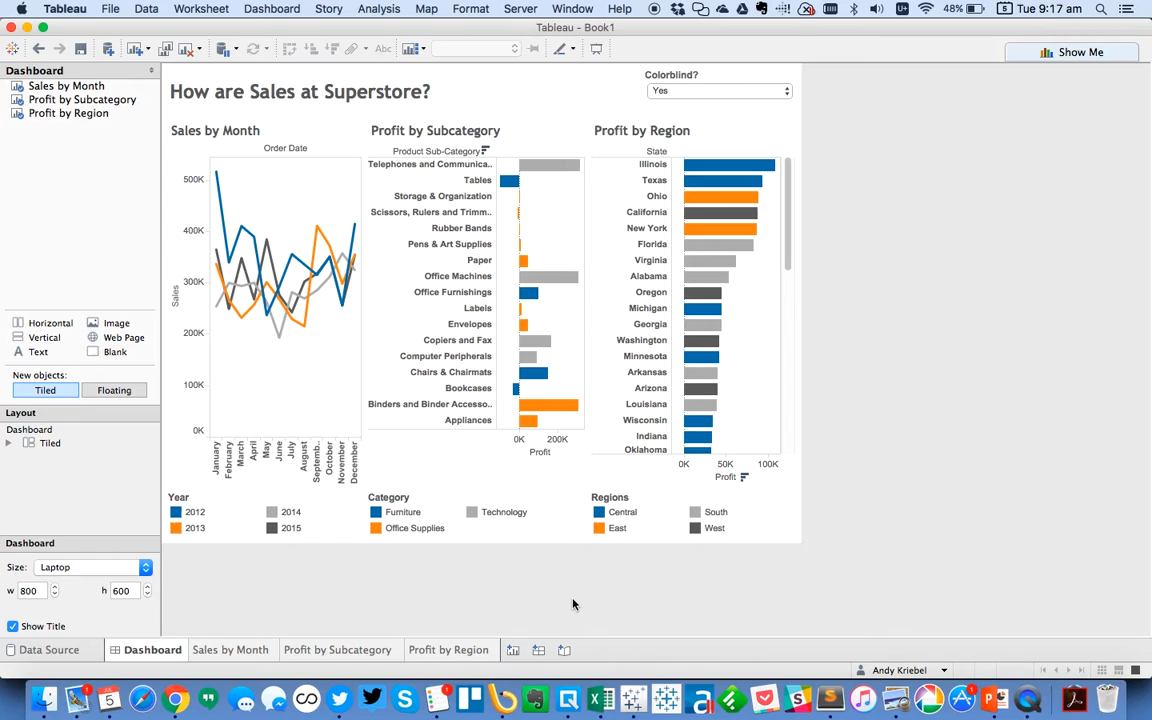 Tableau File Data Worksheet Dashboard Story Analysis Map Format Server Window Help 48% 5 Tue 9:17 am
Tableau - Book1
Abc Show Me
Dashboard
Sales by Month
Profit by Subcategory
Profit by Region
Horizontal Image
Vertical Web Page
A Text Blank
New objects:
Tiled Floating
Layout
Dashboard
Tiled
Dashboard
Size: Laptop
w 800 h 600
Show Title
How are Sales at Superstore?
Colorblind?
Yes
Sales by Month
Order Date
Sales
500K
400K
300K
200K
100K
0K
January
February
March
April
May
June
July
August
Septemb..
October
November
December
Profit by Subcategory
Product Sub-Category
Telephones and Communica..
Tables
Storage & Organization
Scissors, Rulers and Trimm..
Rubber Bands
Pens & Art Supplies
Paper
Office Machines
Office Furnishings
Labels
Envelopes
Copiers and Fax
Computer Peripherals
Chairs & Chairmats
Bookcases
Binders and Binder Accesso..
Appliances
0K 200K
Profit
Profit by Region
State
Illinois
Texas
Ohio
California
New York
Florida
Virginia
Alabama
Oregon
Michigan
Georgia
Washington
Minnesota
Arkansas
Arizona
Louisiana
Wisconsin
Indiana
Oklahoma
0K 50K 100K
Profit
Year
2012 2014
2013 2015
Category
Furniture Technology
Office Supplies
Regions
Central South
East West
Data Source Dashboard Sales by Month Profit by Subcategory Profit by Region
Andy Kriebel